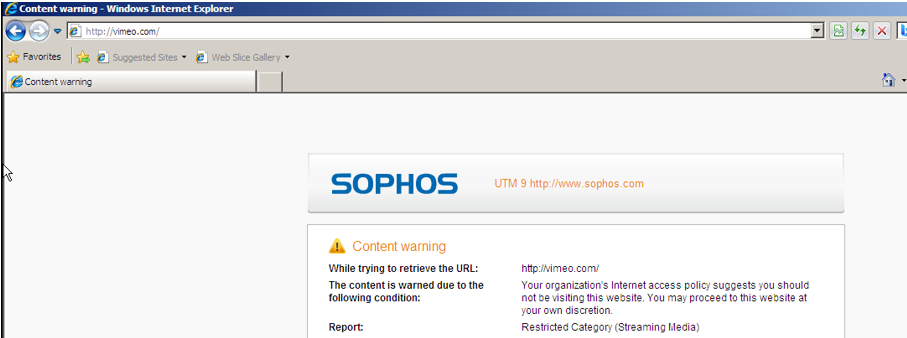 Content warning - Windows Internet Explorer
http://vimeo.com/
Favorites Suggested Sites Web Slice Gallery
Content warning
SOPHOS UTM 9 http://www.sophos.com
Content warning
While trying to retrieve the URL: http://vimeo.com/
The content is warned due to the following condition: Your organization's Internet access policy suggests you should
not be visiting this website. You may proceed to this website at
your own discretion.
Report: Restricted Category (Streaming Media)